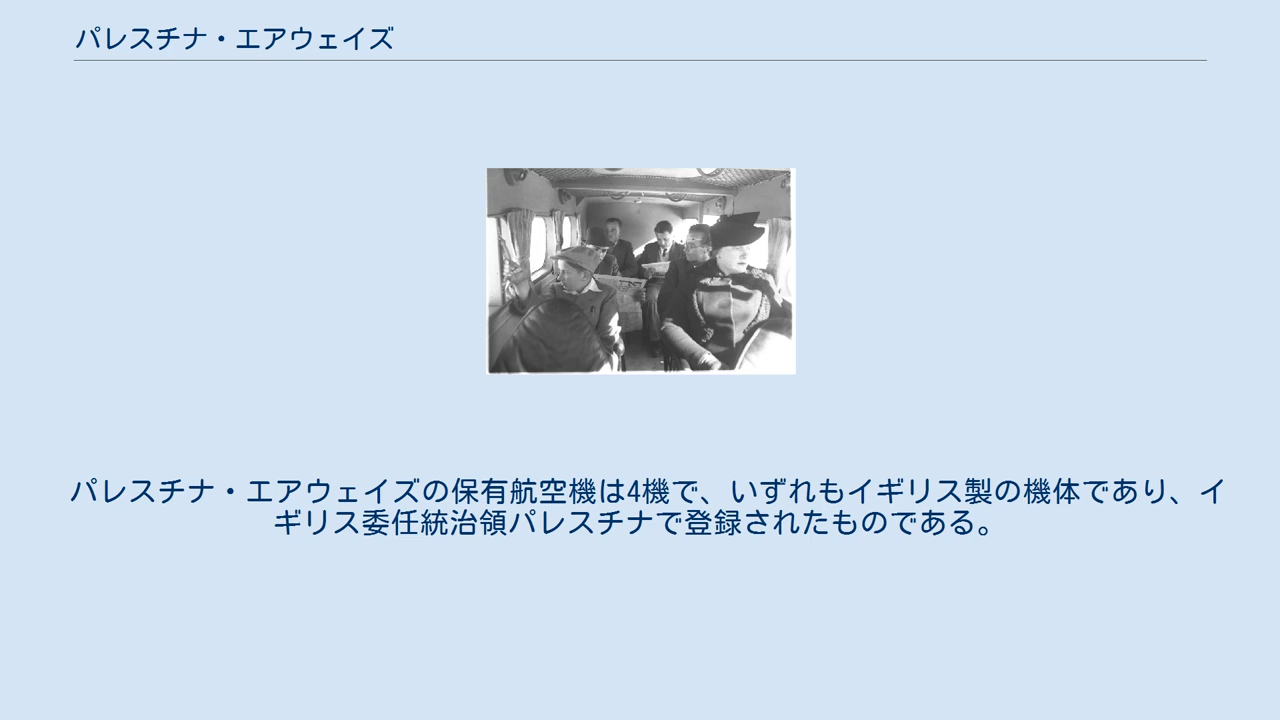 パレスチナ・エアウェイズ
パレスチナ・エアウェイズの保有航空機は4機で、いずれもイギリス製の機体であり、イ
ギリス委任統治領パレスチナで登録されたものである。